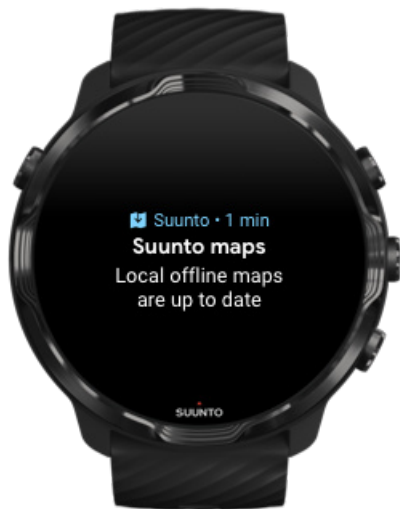 Suunto • 1 min
Suunto maps
Local offline maps
are up to date
SUUNTO